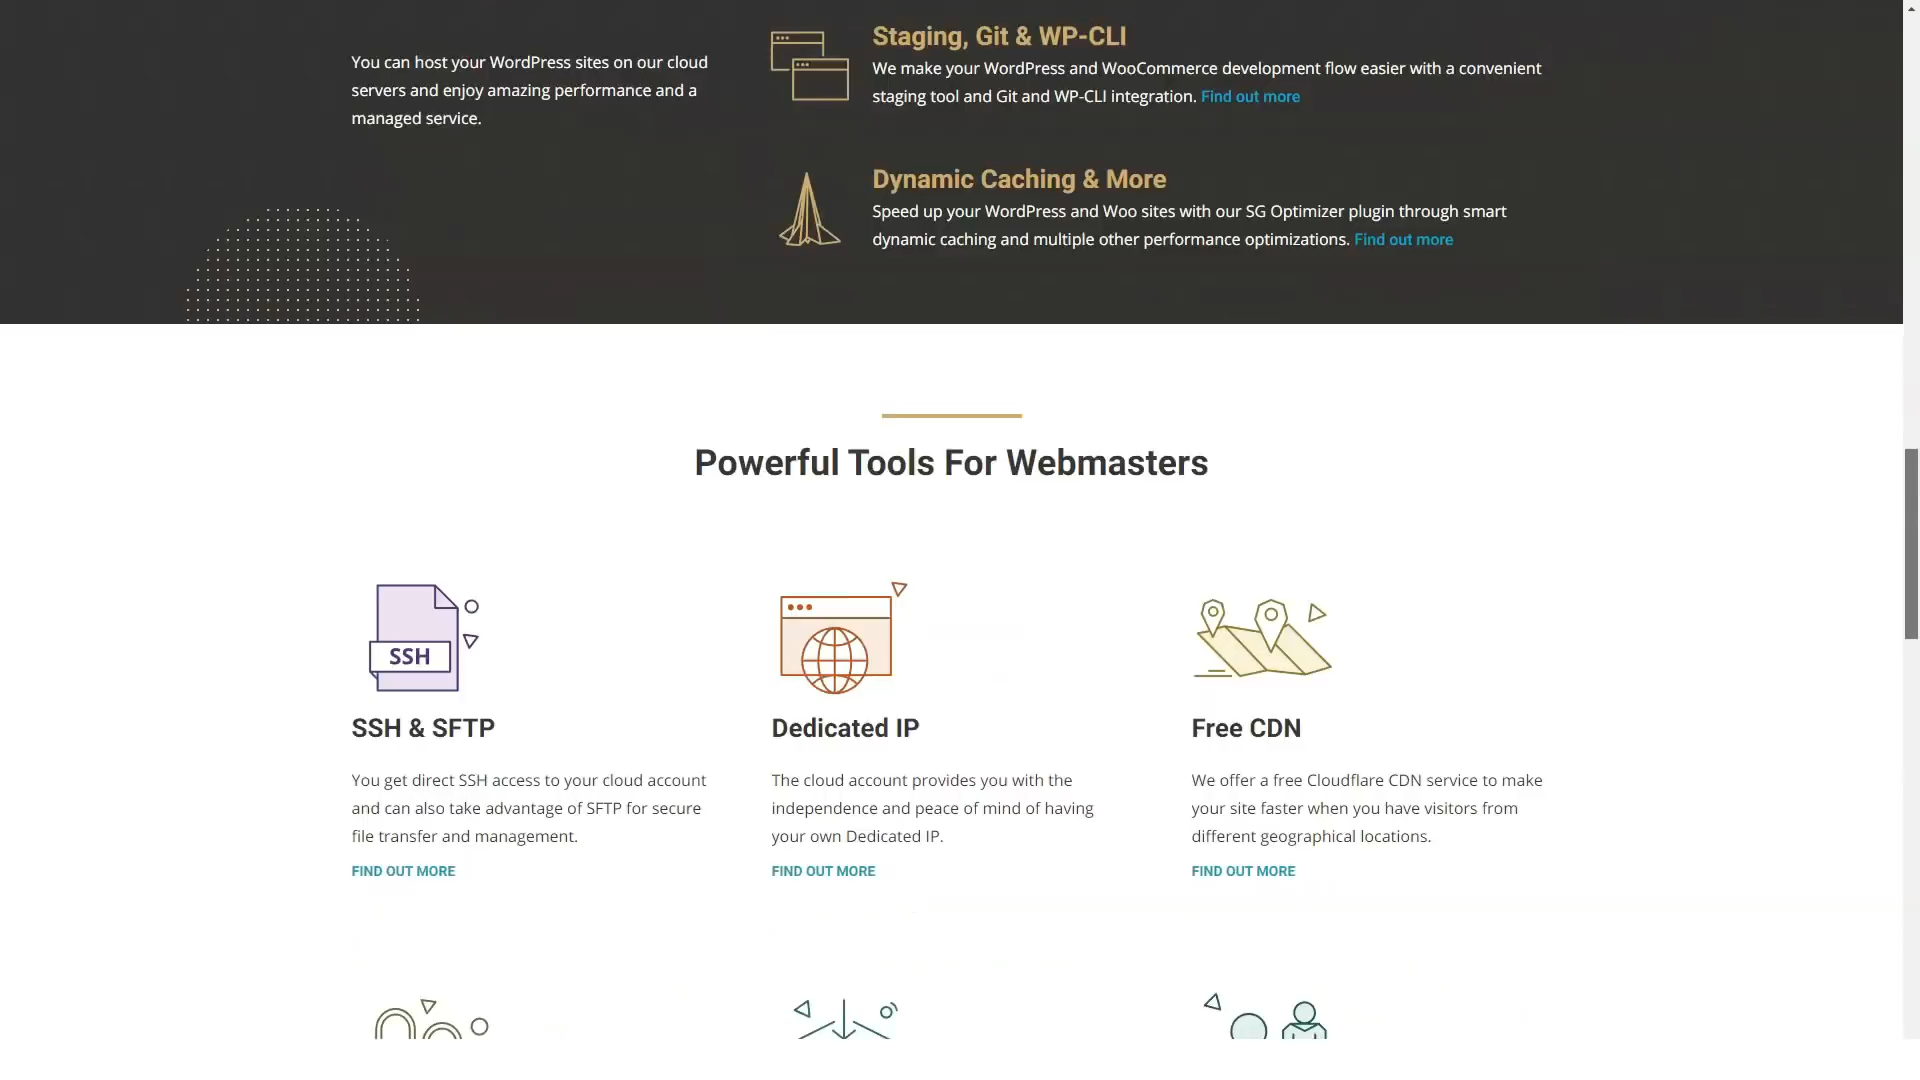 You can host your WordPress sites on our cloud
servers and enjoy amazing performance and a
managed service.
Staging, Git & WP-CLI
We make your WordPress and WooCommerce development flow easier with a convenient
staging tool and Git and WP-CLI integration. Find out more
Dynamic Caching & More
Speed up your WordPress and Woo sites with our SG Optimizer plugin through smart
dynamic caching and multiple other performance optimizations. Find out more
Powerful Tools For Webmasters
SSH
SSH & SFTP
You get direct SSH access to your cloud account
and can also take advantage of SFTP for secure
file transfer and management.
FIND OUT MORE
Dedicated IP
The cloud account provides you with the
independence and peace of mind of having
your own Dedicated IP.
FIND OUT MORE
Free CDN
We offer a free Cloudflare CDN service to make
your site faster when you have visitors from
different geographical locations.
FIND OUT MORE